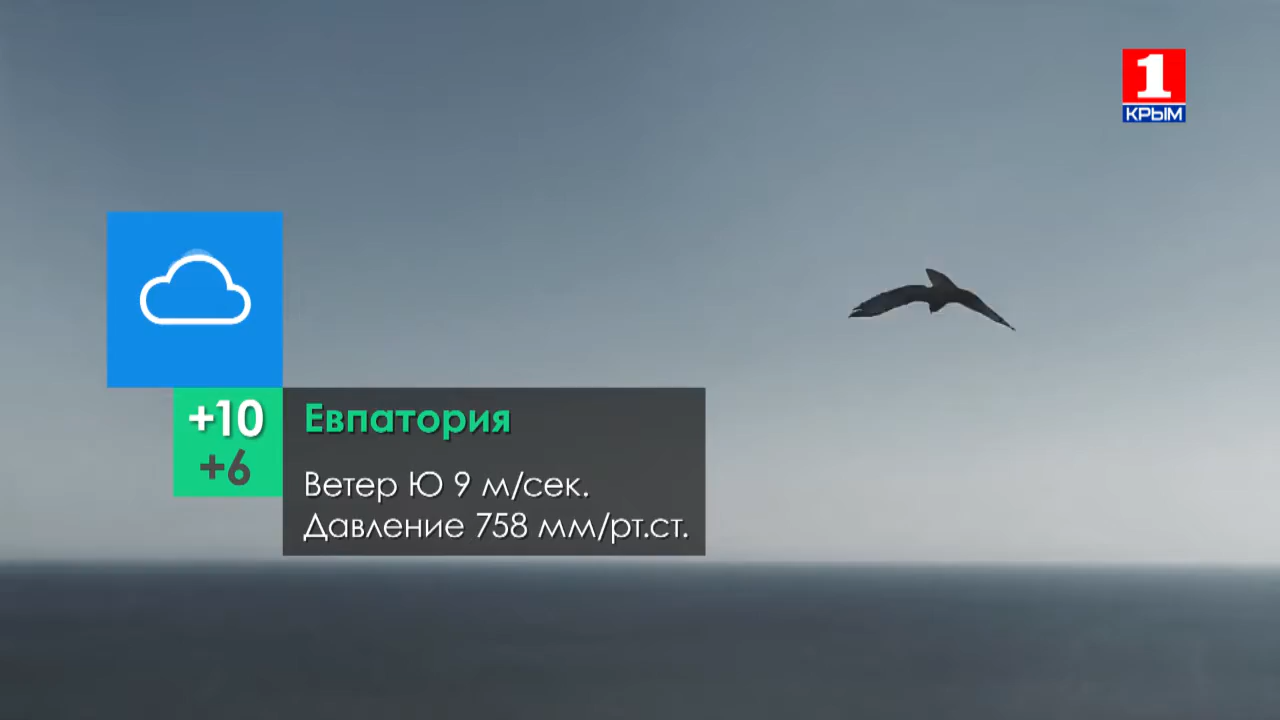 1
КРЫМ
+10
+6
Евпатория
Ветер Ю 9 м/сек.
Давление 758 мм/рт.ст.